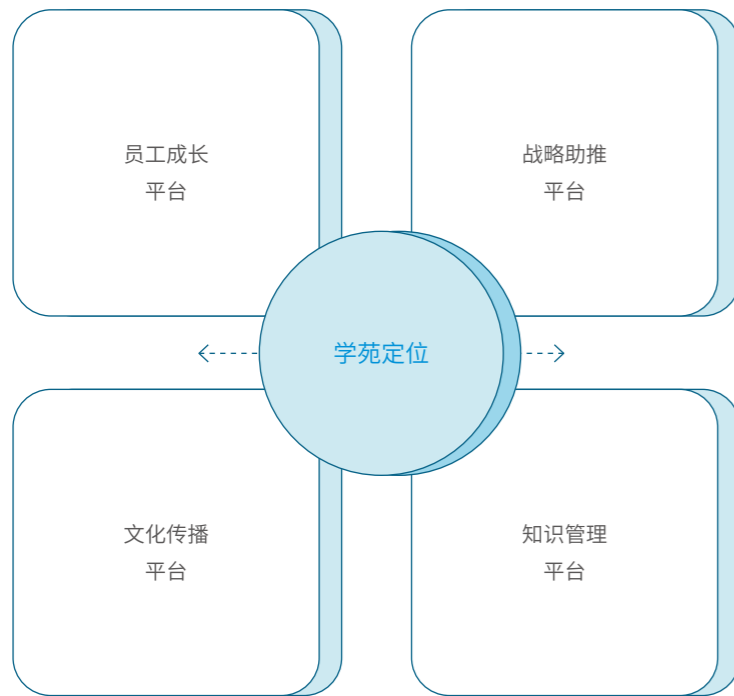 员工成长
平台
战略助推
平台
学苑定位
文化传播
平台
知识管理
平台